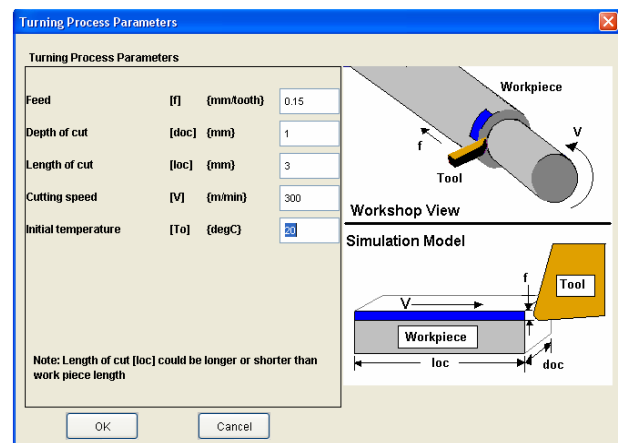 Turning Process Parameters
Turning Process Parameters
Feed [f] {mm/tooth} 0.15
Depth of cut [doc] {mm} 1
Length of cut [loc] {mm} 3
Cutting speed [V] {m/min} 300
Initial temperature [To] {degC} 20
Note: Length of cut [loc] could be longer or shorter than
work piece length
OK Cancel
Workpiece
V
f
Tool
Workshop View
Simulation Model
f
Tool
V
Workpiece
loc
doc